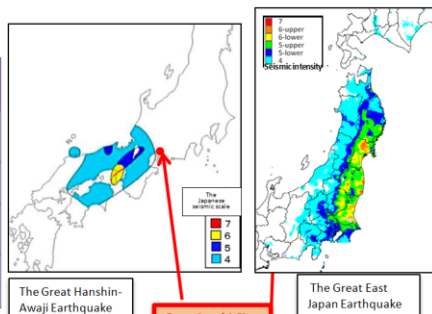 The
Japanese
seismic scale
7
6
5
4
The Great Hanshin-
Awaji Earthquake
7
6-upper
6-lower
5-upper
5-lower
4
Seismic intensity
The Great East
Japan Earthquake